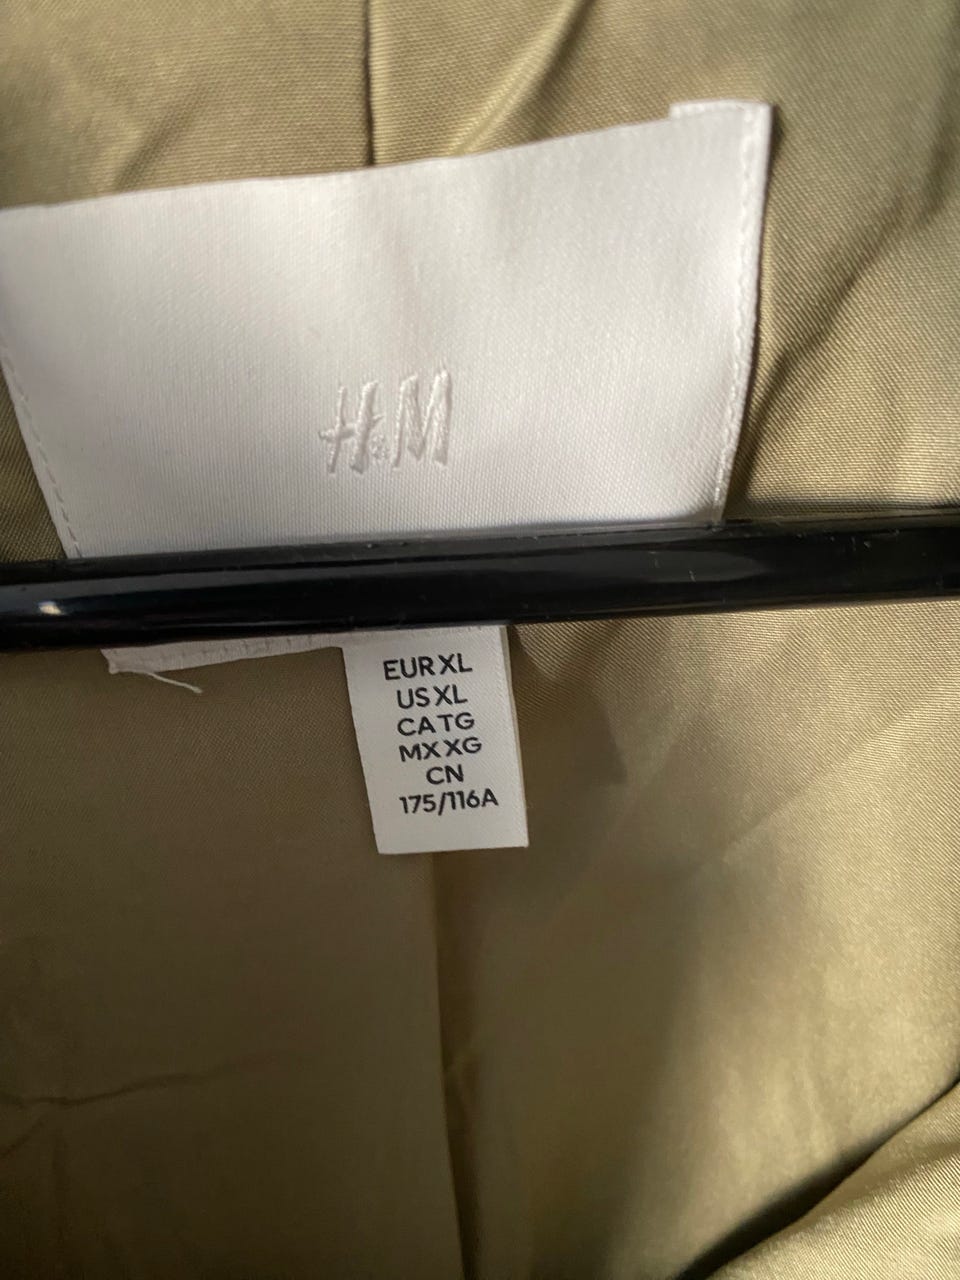 H&M
EUR XL
US XL
CA TG
MX XG
CN
175/116A